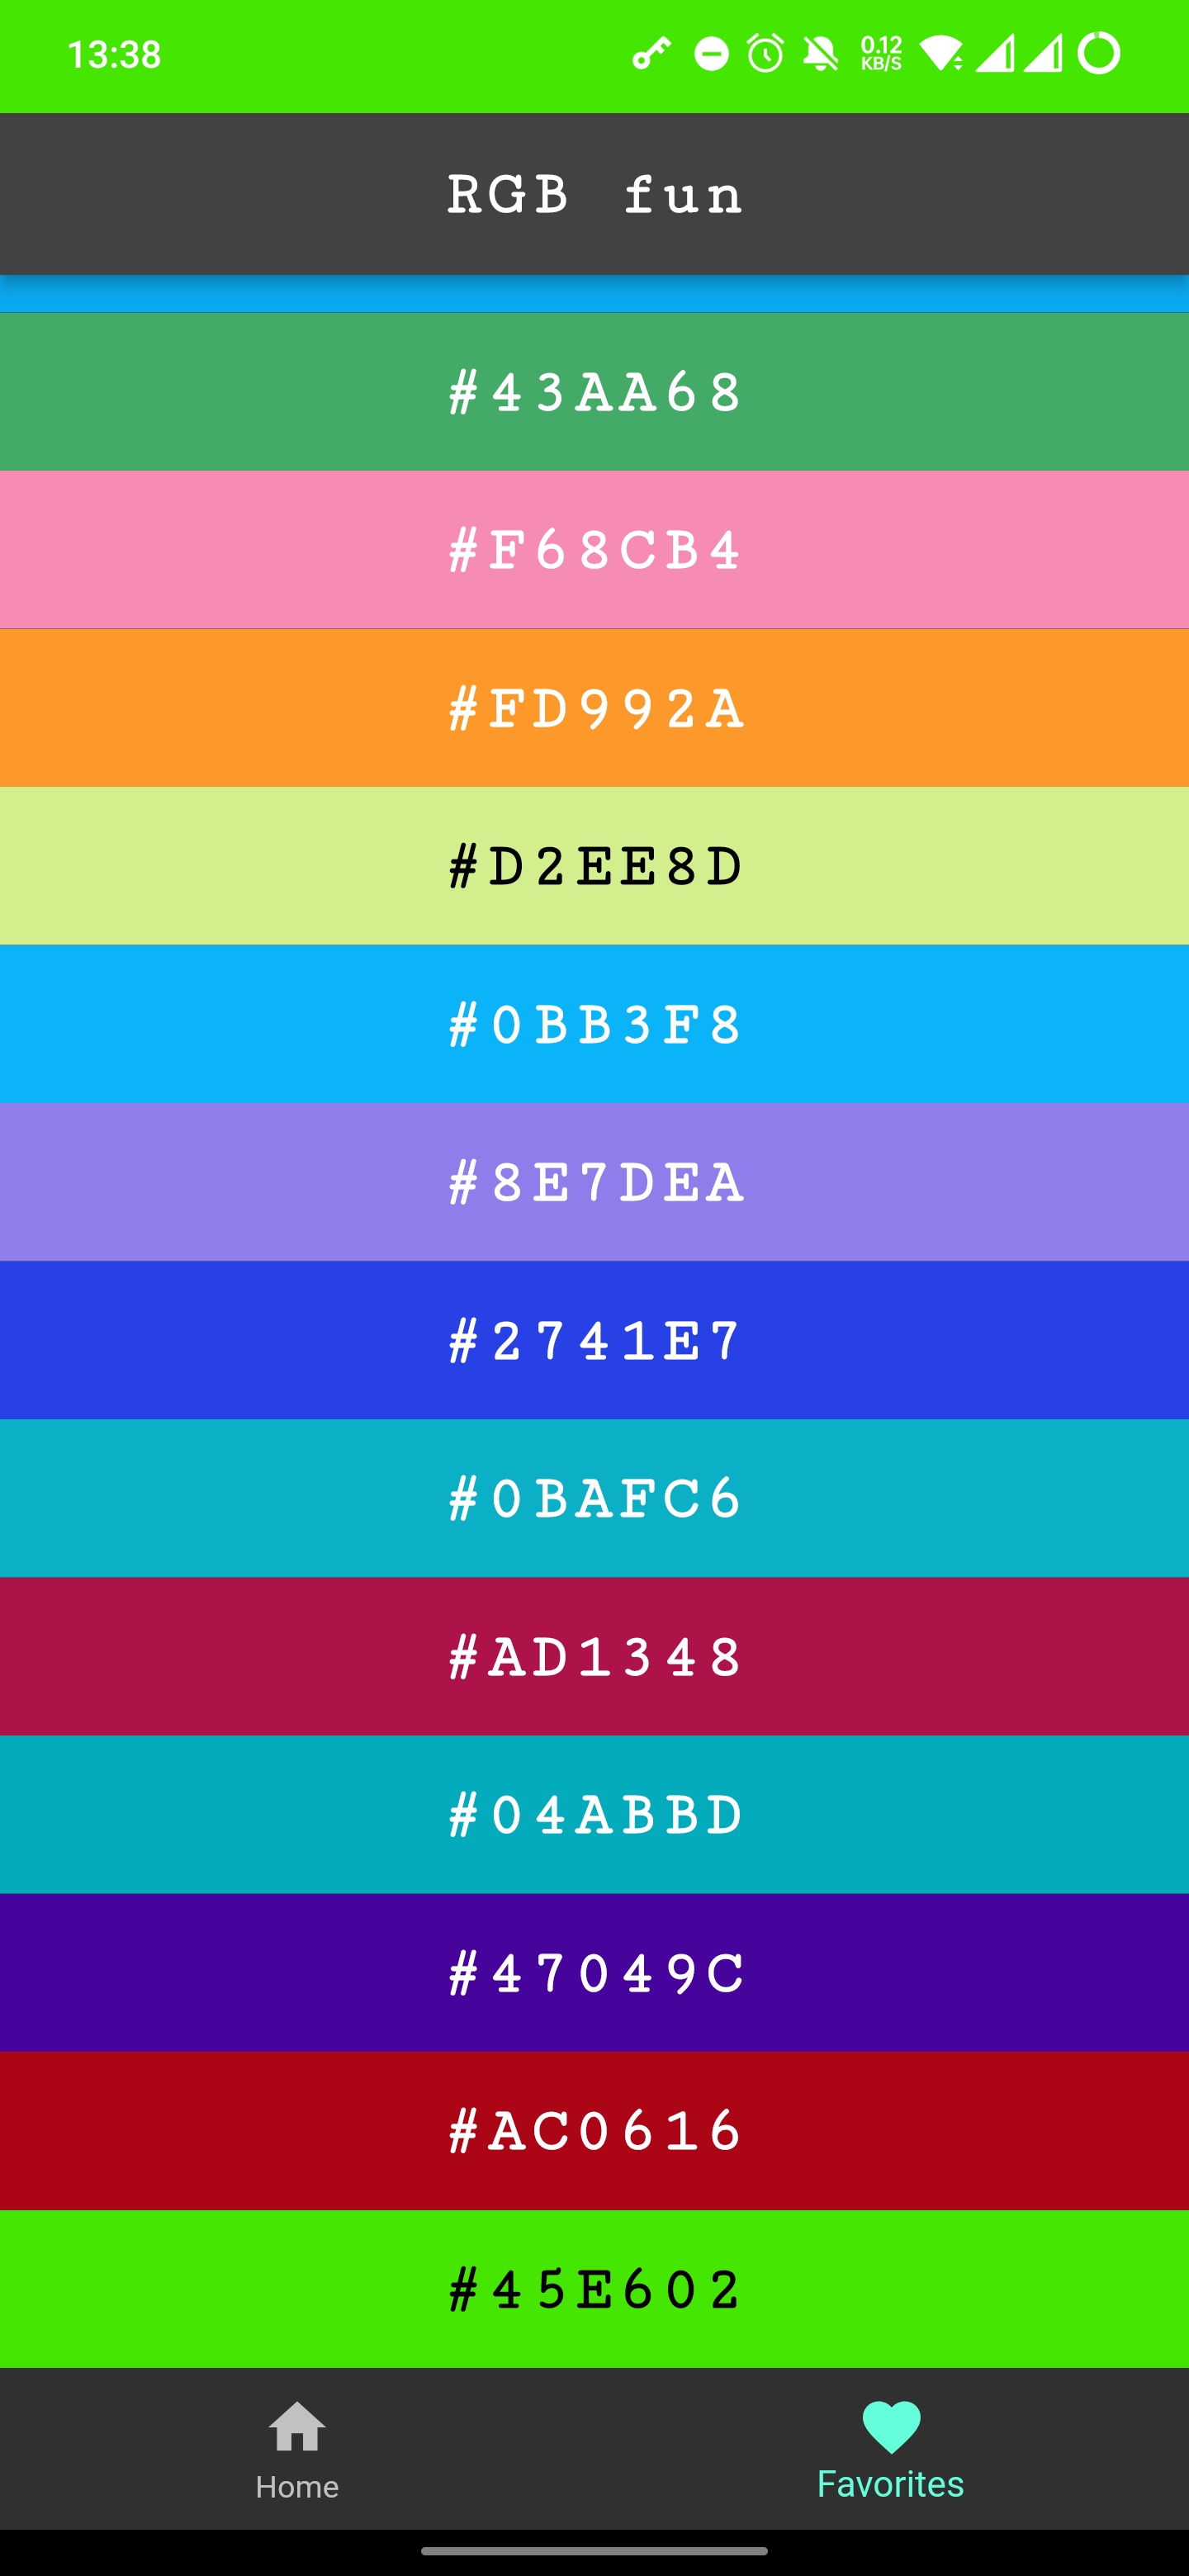 13:38
0.12
KB/S
RGB fun
#43AA68
#F68CB4
#FD992A
#D2EE8D
#0BB3F8
#8E7DEA
#2741E7
#0BAFC6
#AD1348
#04ABBD
#47049C
#AC0616
#45E602
Home
Favorites